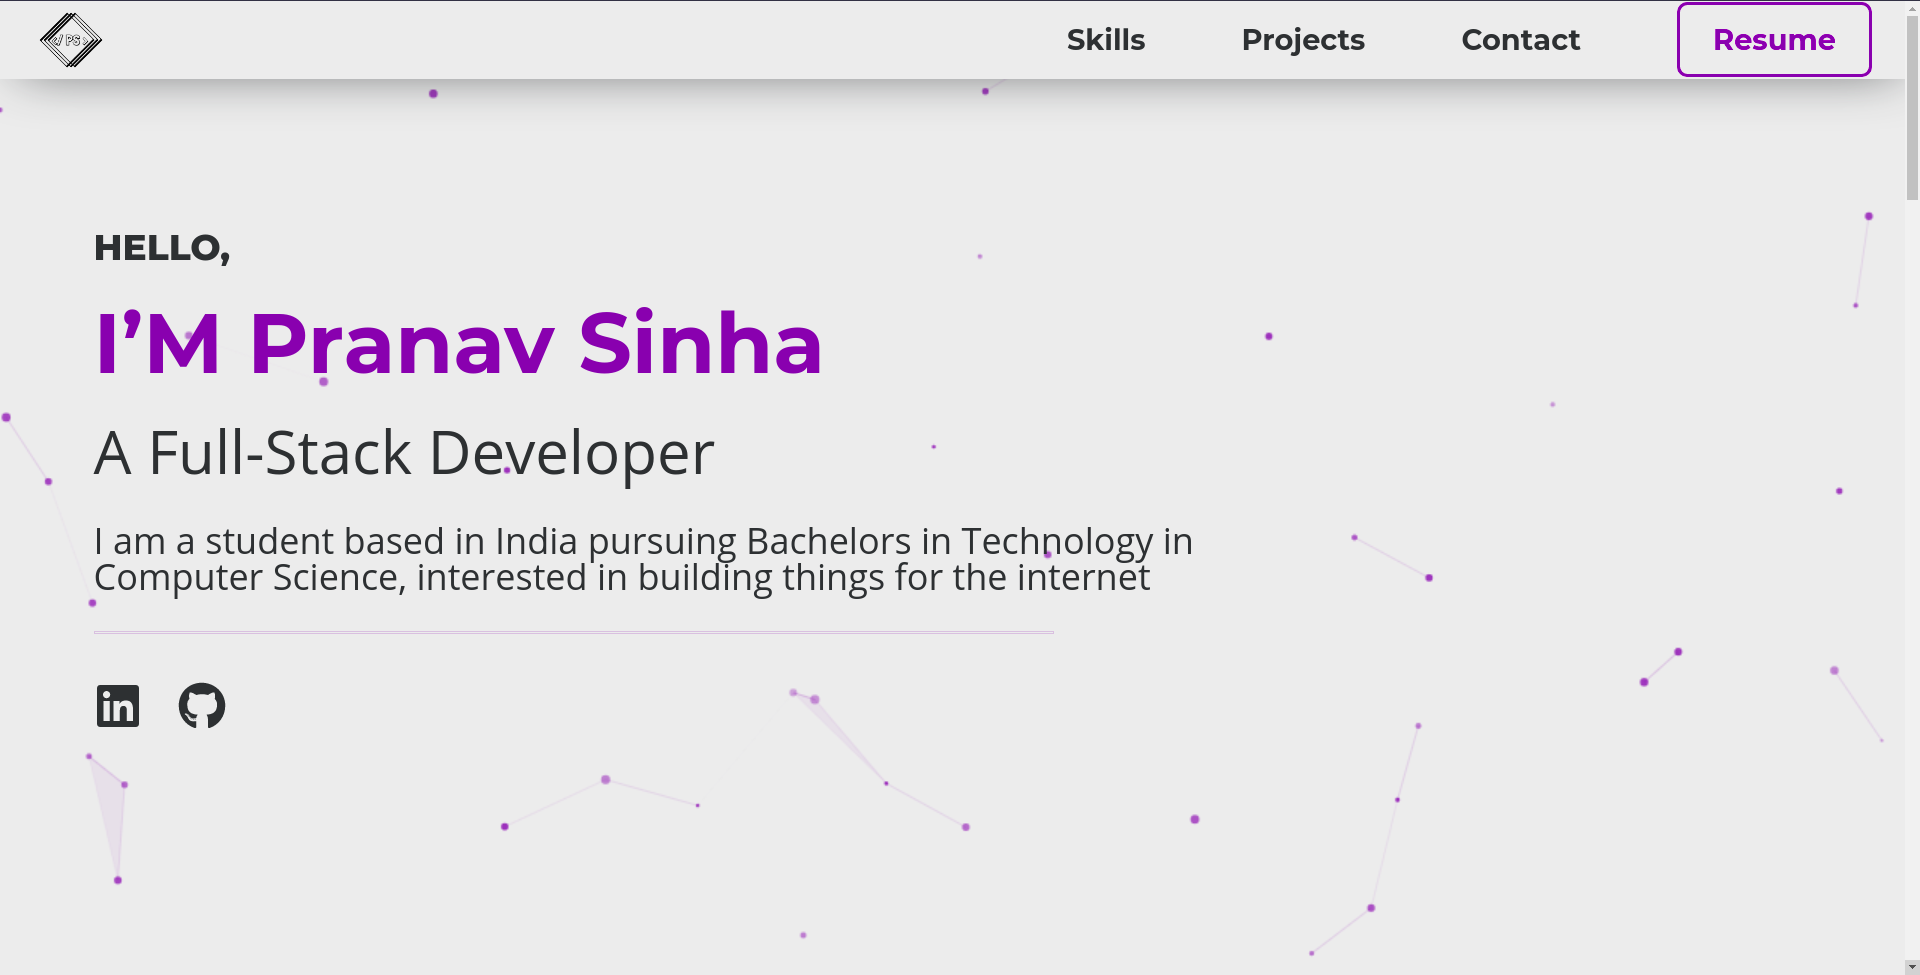 </ PS >
Skills
Projects
Contact
Resume
HELLO,
I’M Pranav Sinha
A Full-Stack Developer
I am a student based in India pursuing Bachelors in Technology in
Computer Science, interested in building things for the internet
in